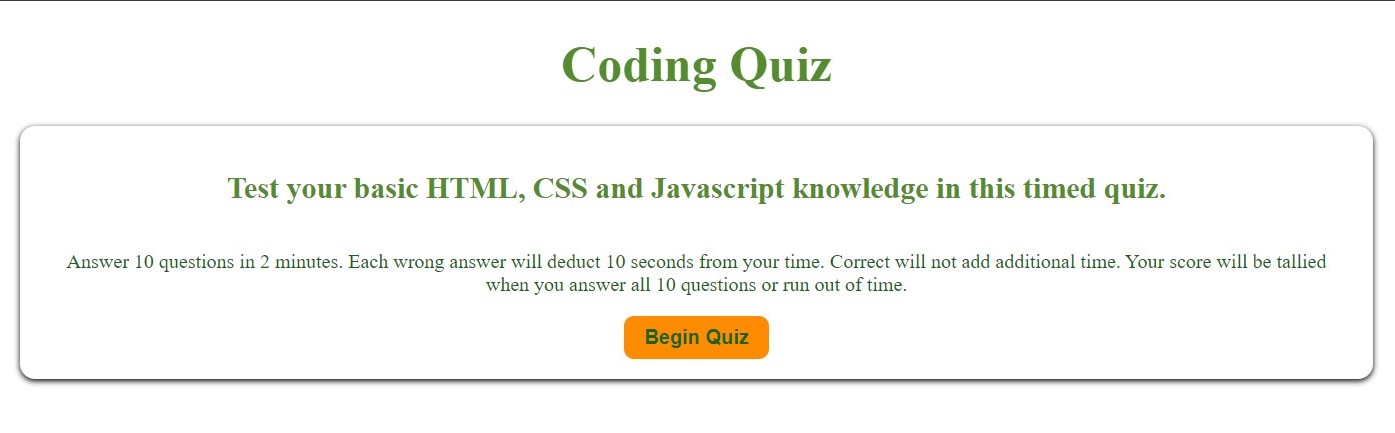 Coding Quiz
Test your basic HTML, CSS and Javascript knowledge in this timed quiz.
Answer 10 questions in 2 minutes. Each wrong answer will deduct 10 seconds from your time. Correct will not add additional time. Your score will be tallied
when you answer all 10 questions or run out of time.
Begin Quiz